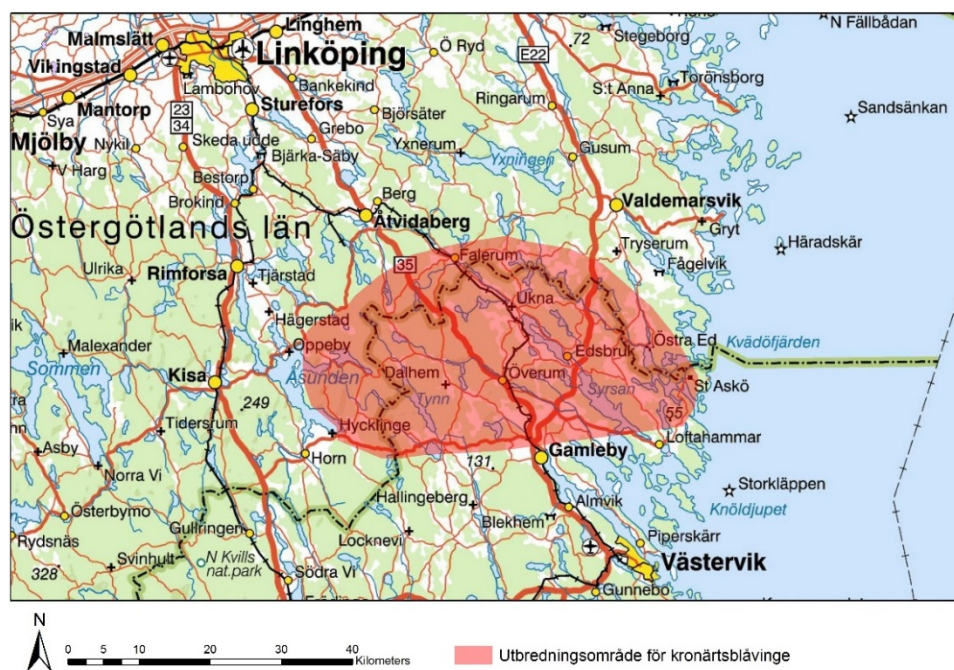 Linghem
N Fällbådan
Malmslätt
72
Stegeborg
Linköping
Ö Ryd
E22
Vikingstad
Bankekind
S:t Anna
Torönsborg
Lambohov
Ringarum
Mantorp
Sturefors
Björsäter
Sandsänkan
Sya
23
34
Grebo
Mjölby
Nykil
Skeda udde
Yxnerum
Yxningen
Gusum
V Harg
Bjärka-Säby
Bestorp
Berg
Valdemarsvik
Brokind
Åtvidaberg
Gryt
Östergötlands län
Tryserum
Häradskär
Falerum
Fågelvik
Rimforsa
35
Ulrika
Tjärstad
Ukna
Hägerstad
Östra Ed
Kvädöfjärden
Malexander
Oppeby
Edsbruk
Sommen
Åsunden
Dalhem
Överum
St Askö
Kisa
Syrsan
Tynn
249
55
Tidersrum
Hycklinge
Loftahammar
Asby
Horn
131
Gamleby
Norra Vi
Storkläppen
Hallingeberg
Almvik
Knöldjupet
Österbymo
Gullringen
Blekhem
Rydsnäs
Locknevi
Piperskärr
Svinhult
N Kvills
nat.park
Västervik
328
Södra Vi
Gunnebo
N
0 10 20 30 40
Kilometers
Utbredningsområde för kronärtsblåvinge